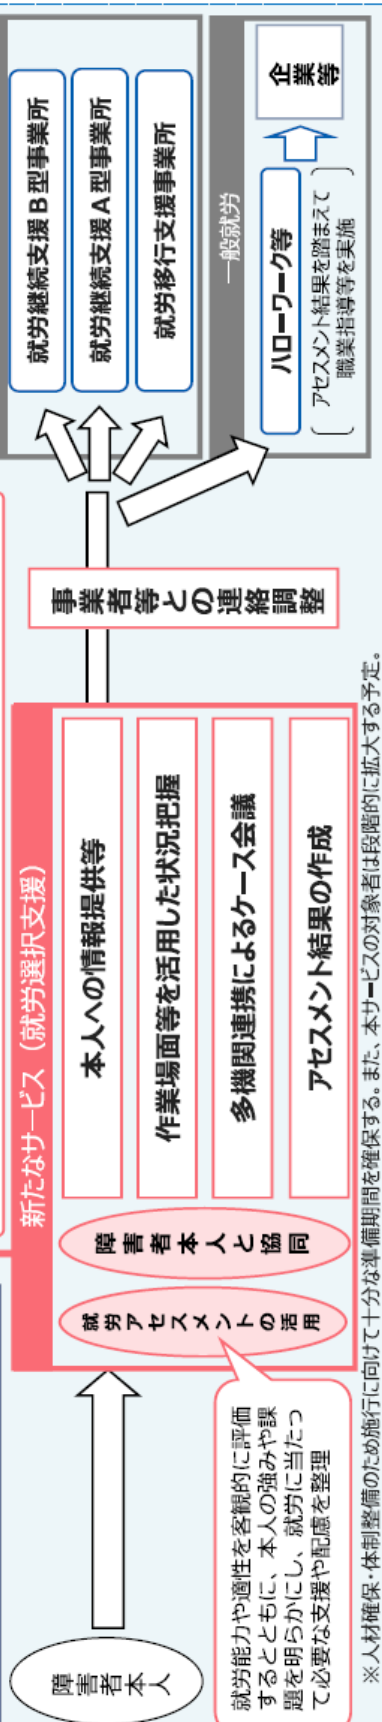 障害者本人
新たなサービス（就労選択支援）
就労アセスメントの活用
障害者本人と協同
本人への情報提供等
作業場面等を活用した状況把握
多機関連携によるケース会議
アセスメント結果の作成
就労能力や適性を客観的に評価
するとともに、本人の強みや課
題を明らかにし、就労に当たっ
て必要な支援や配慮を整理
事業者等との連絡調整
就労継続支援Ｂ型事業所
就労継続支援Ａ型事業所
就労移行支援事業所
一般就労
ハローワーク等
アセスメント結果を踏まえて
職業指導等を実施
企業等
※人材確保・体制整備のため施行に向けて十分な準備期間を確保する。また、本サービスの対象者は段階的に拡大する予定。